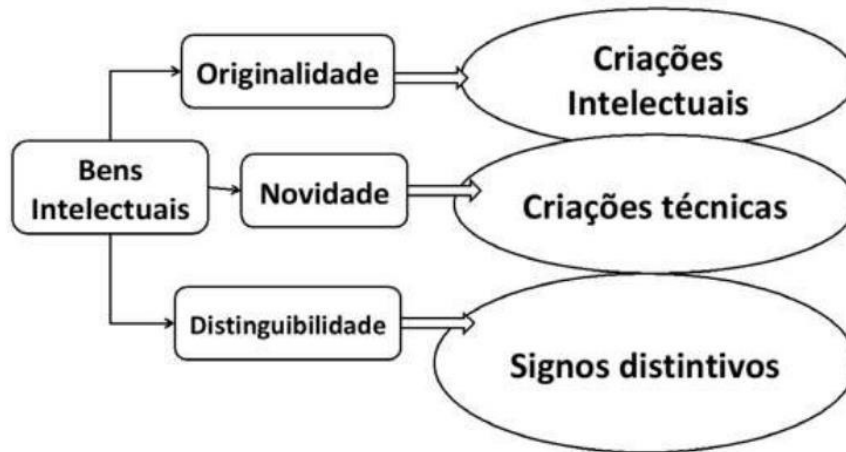 Originalidade
Criações
Intelectuais
Bens
Intelectuais
Novidade
Criações técnicas
Distinguibilidade
Signos distintivos